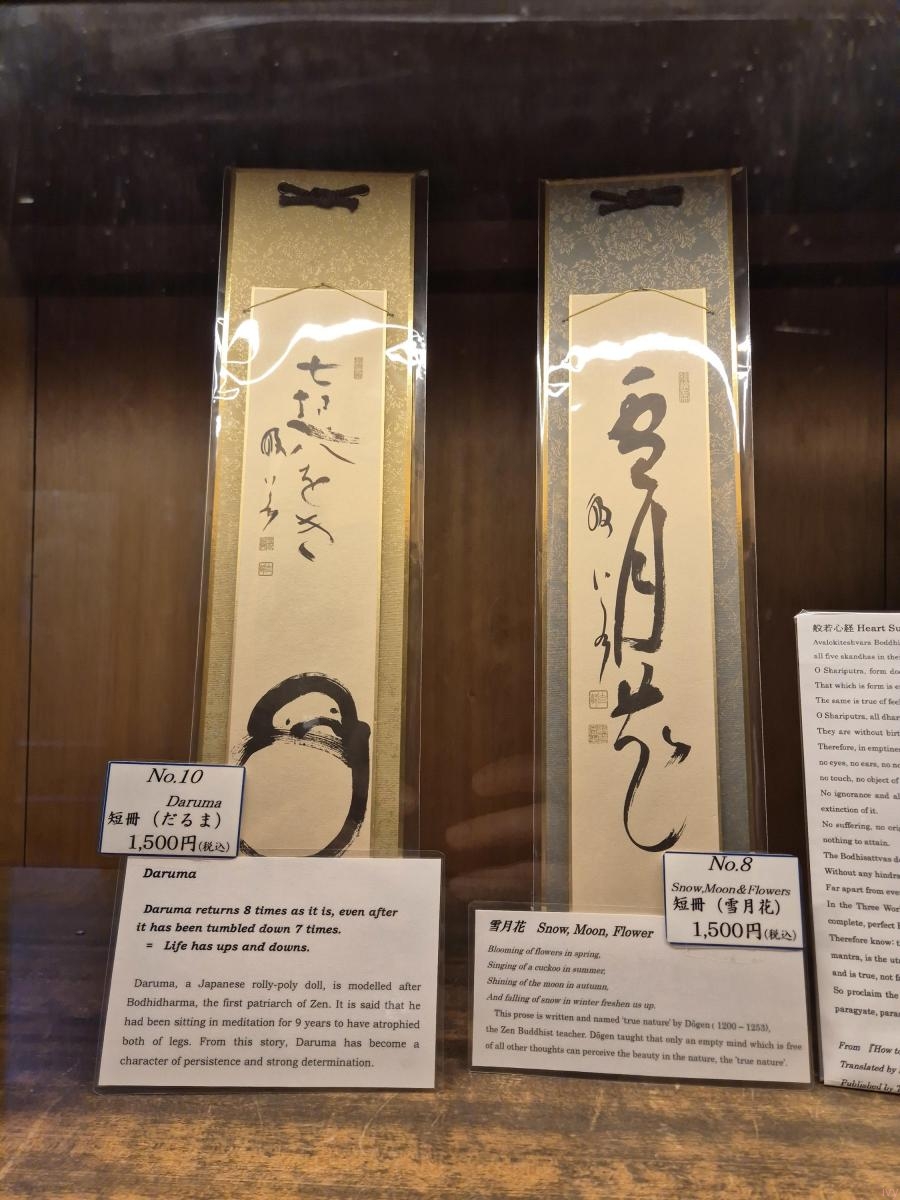 七転
八をき
雪月花
No.10
Daruma
短冊（だるま）
1,500円(税込)
Daruma
Daruma returns 8 times as it is, even after
it has been tumbled down 7 times.
= Life has ups and downs.
Daruma, a Japanese rolly-poly doll, is modelled after
Bodhidharma, the first patriarch of Zen. It is said that he
had been sitting in meditation for 9 years to have atrophied
both of legs. From this story, Daruma has become a
character of persistence and strong determination.
No.8
Snow,Moon&Flowers
短冊（雪月花）
1,500円(税込)
雪月花 Snow, Moon, Flower
Blooming of flowers in spring,
Singing of a cuckoo in summer,
Shining of the moon in autumn,
And falling of snow in winter freshen us up.
This prose is written and named 'true nature' by Dōgen ( 1200 – 1253),
the Zen Buddhist teacher. Dōgen taught that only an empty mind which is free
of all other thoughts can perceive the beauty in the nature, the 'true nature'.
般若心経 Heart Su
Avalokiteshvara Boddhi
all five skandhas in the
O Shariputra, form do
That which is form is e
The same is true of feel
O Shariputra, all dhar
They are without birt
Therefore, in emptine
no eyes, no ears, no n
no touch, no object of
No ignorance and al
extinction of it.
No suffering, no ori
nothing to attain.
The Bodhisattvas de
Without any hindra
Far apart from eve
In the Three Wor
complete, perfect
Therefore know: t
mantra, is the ut
and is true, not f
So proclaim the
paragyate, para
From 『How to
Translated by
Published by T